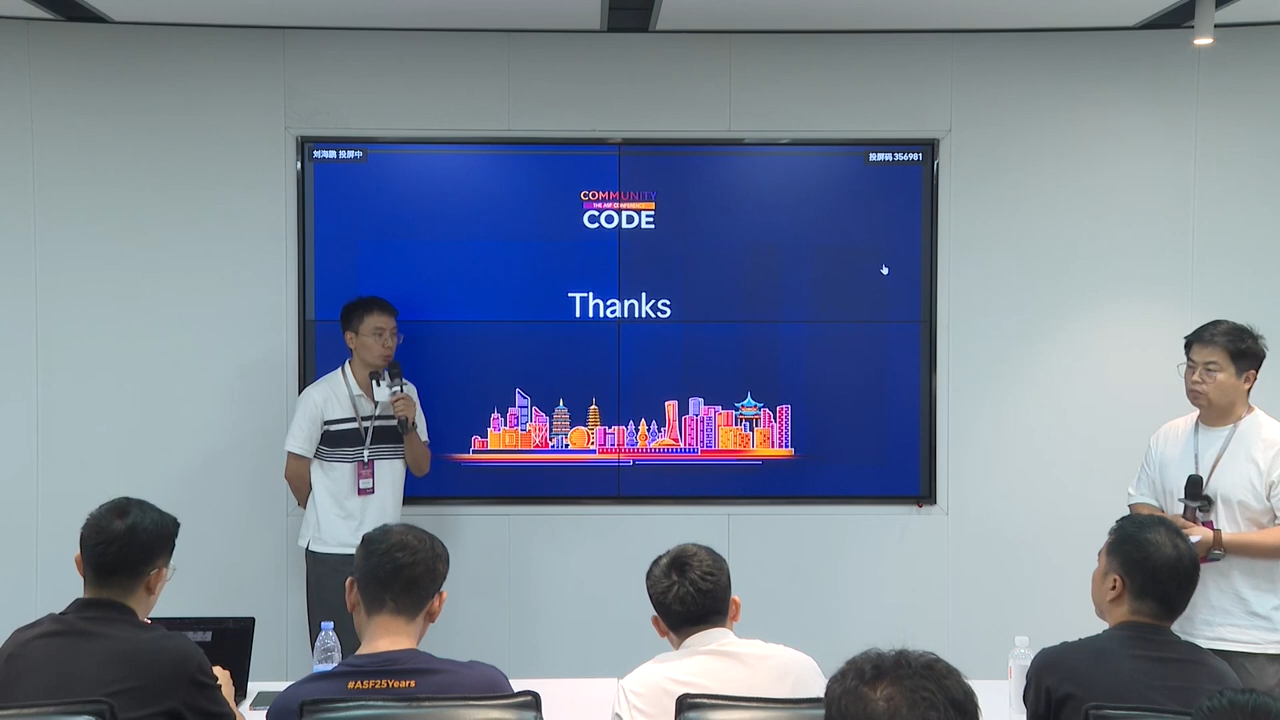 刘海鹏 投屏中
投屏码 356981
COMMUNITY
THE ASF CONFERENCE
CODE
Thanks
#ASF25Years